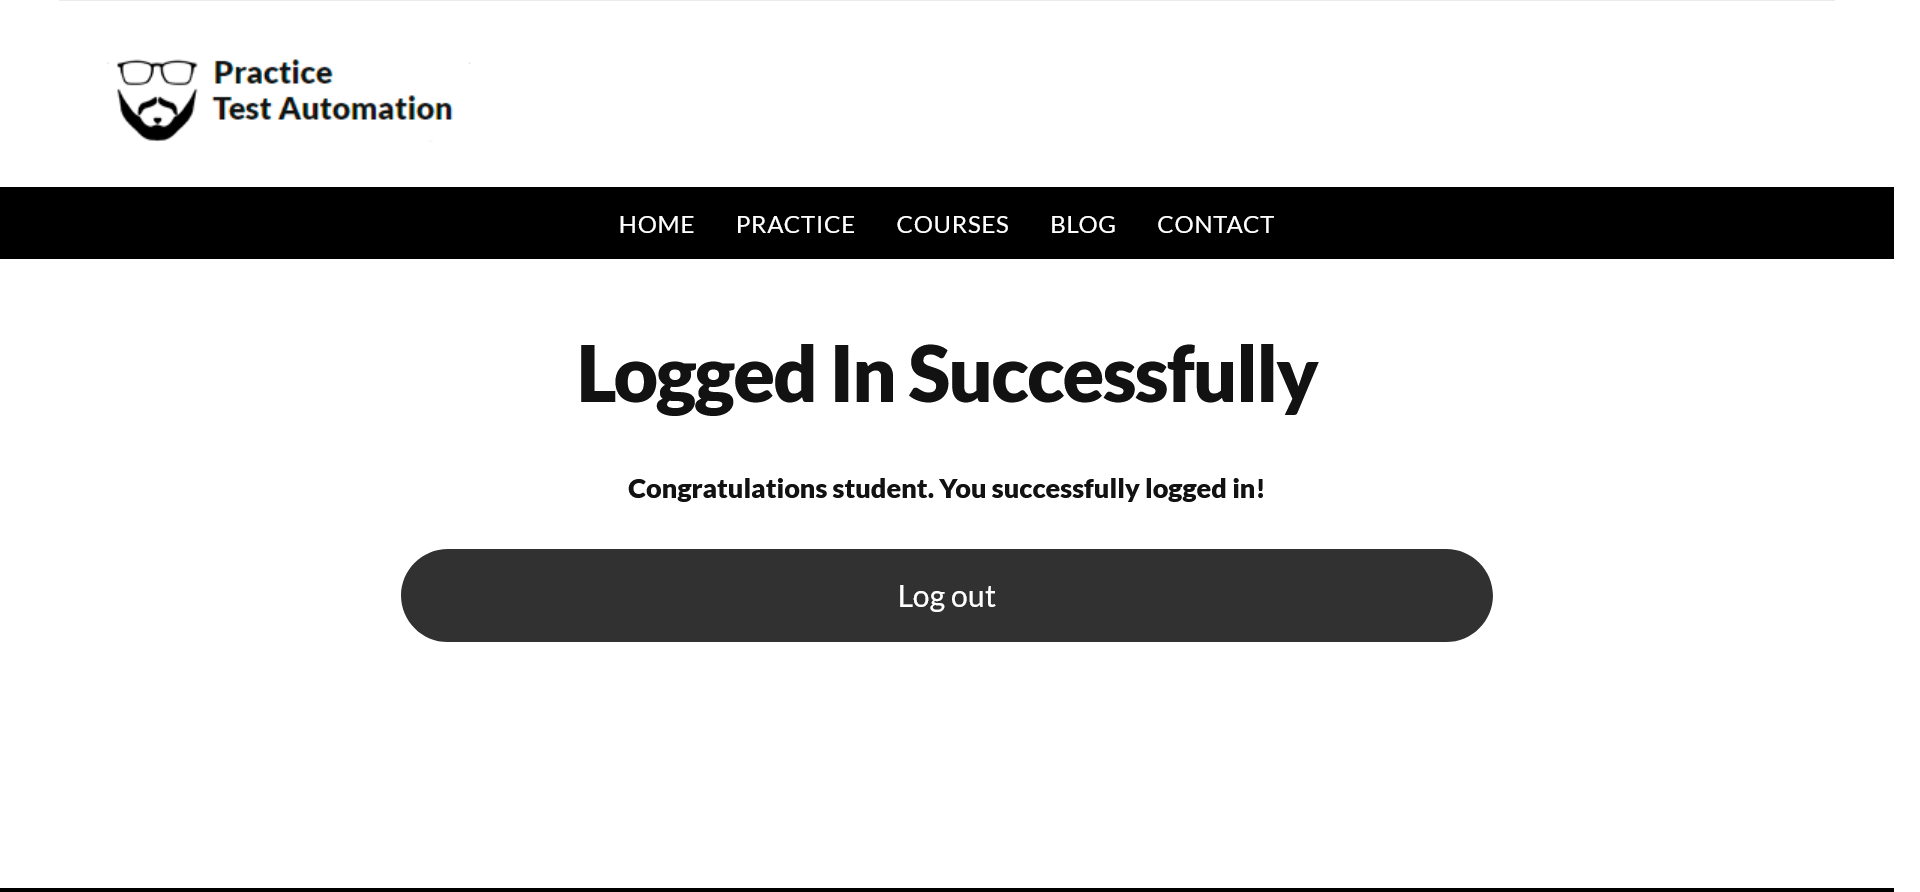 Practice
Test Automation
HOME PRACTICE COURSES BLOG CONTACT
Logged In Successfully
Congratulations student. You successfully logged in!
Log out